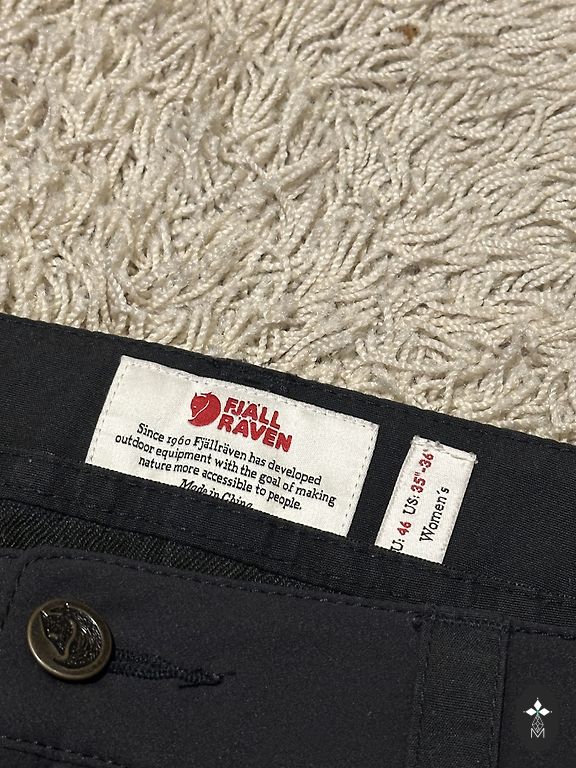 FJÄLL
RÄVEN
Since 1960 Fjällräven has developed
outdoor equipment with the goal of making
nature more accessible to people.
Made in China
U: 46 US: 35"-36"
Women's
M